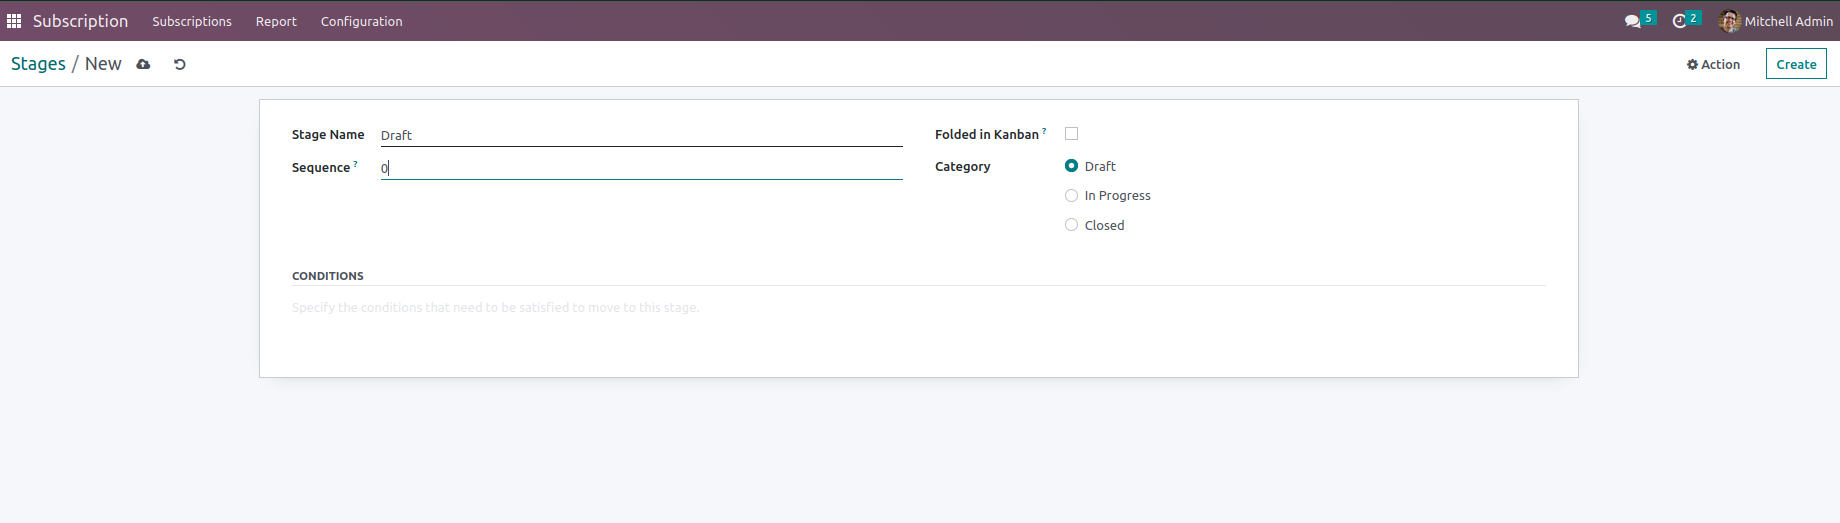 Subscription Subscriptions Report Configuration 5 2 Mitchell Admin
Stages / New Action Create
Stage Name Draft Folded in Kanban ?
Sequence ? 0 Category Draft
In Progress
Closed
CONDITIONS
Specify the conditions that need to be satisfied to move to this stage.